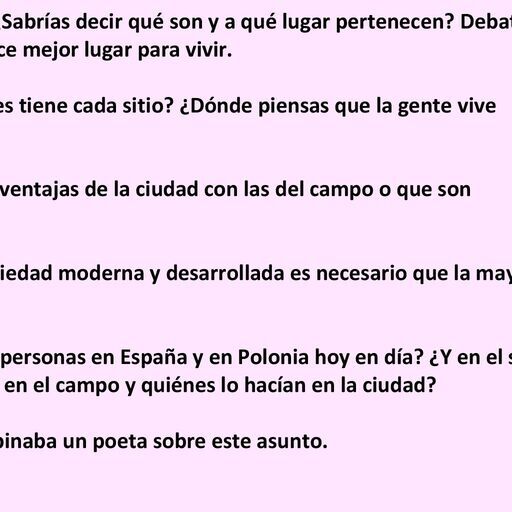 ¿Sabrías decir qué son y a qué lugar pertenecen? Debat
ce mejor lugar para vivir.
es tiene cada sitio? ¿Dónde piensas que la gente vive
ventajas de la ciudad con las del campo o que son
iedad moderna y desarrollada es necesario que la may
personas en España y en Polonia hoy en día? ¿Y en el s
en el campo y quiénes lo hacían en la ciudad?
pinaba un poeta sobre este asunto.